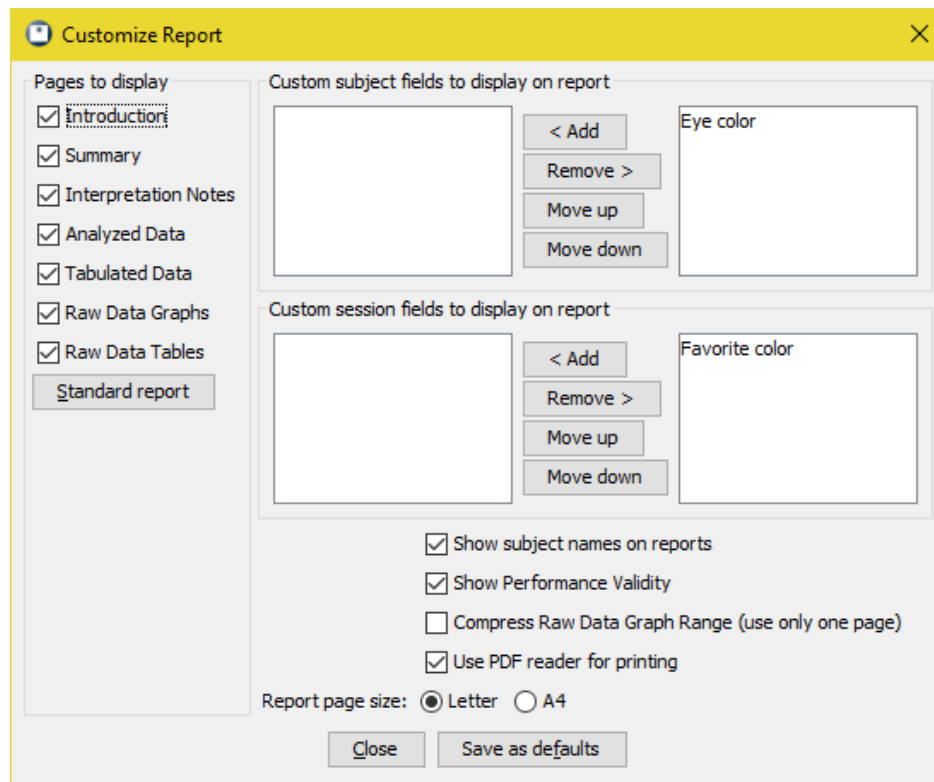 Customize Report
Pages to display
Introduction
Summary
Interpretation Notes
Analyzed Data
Tabulated Data
Raw Data Graphs
Raw Data Tables
Standard report
Custom subject fields to display on report
< Add
Remove >
Move up
Move down
Eye color
Custom session fields to display on report
< Add
Remove >
Move up
Move down
Favorite color
Show subject names on reports
Show Performance Validity
Compress Raw Data Graph Range (use only one page)
Use PDF reader for printing
Report page size: Letter A4
Close Save as defaults